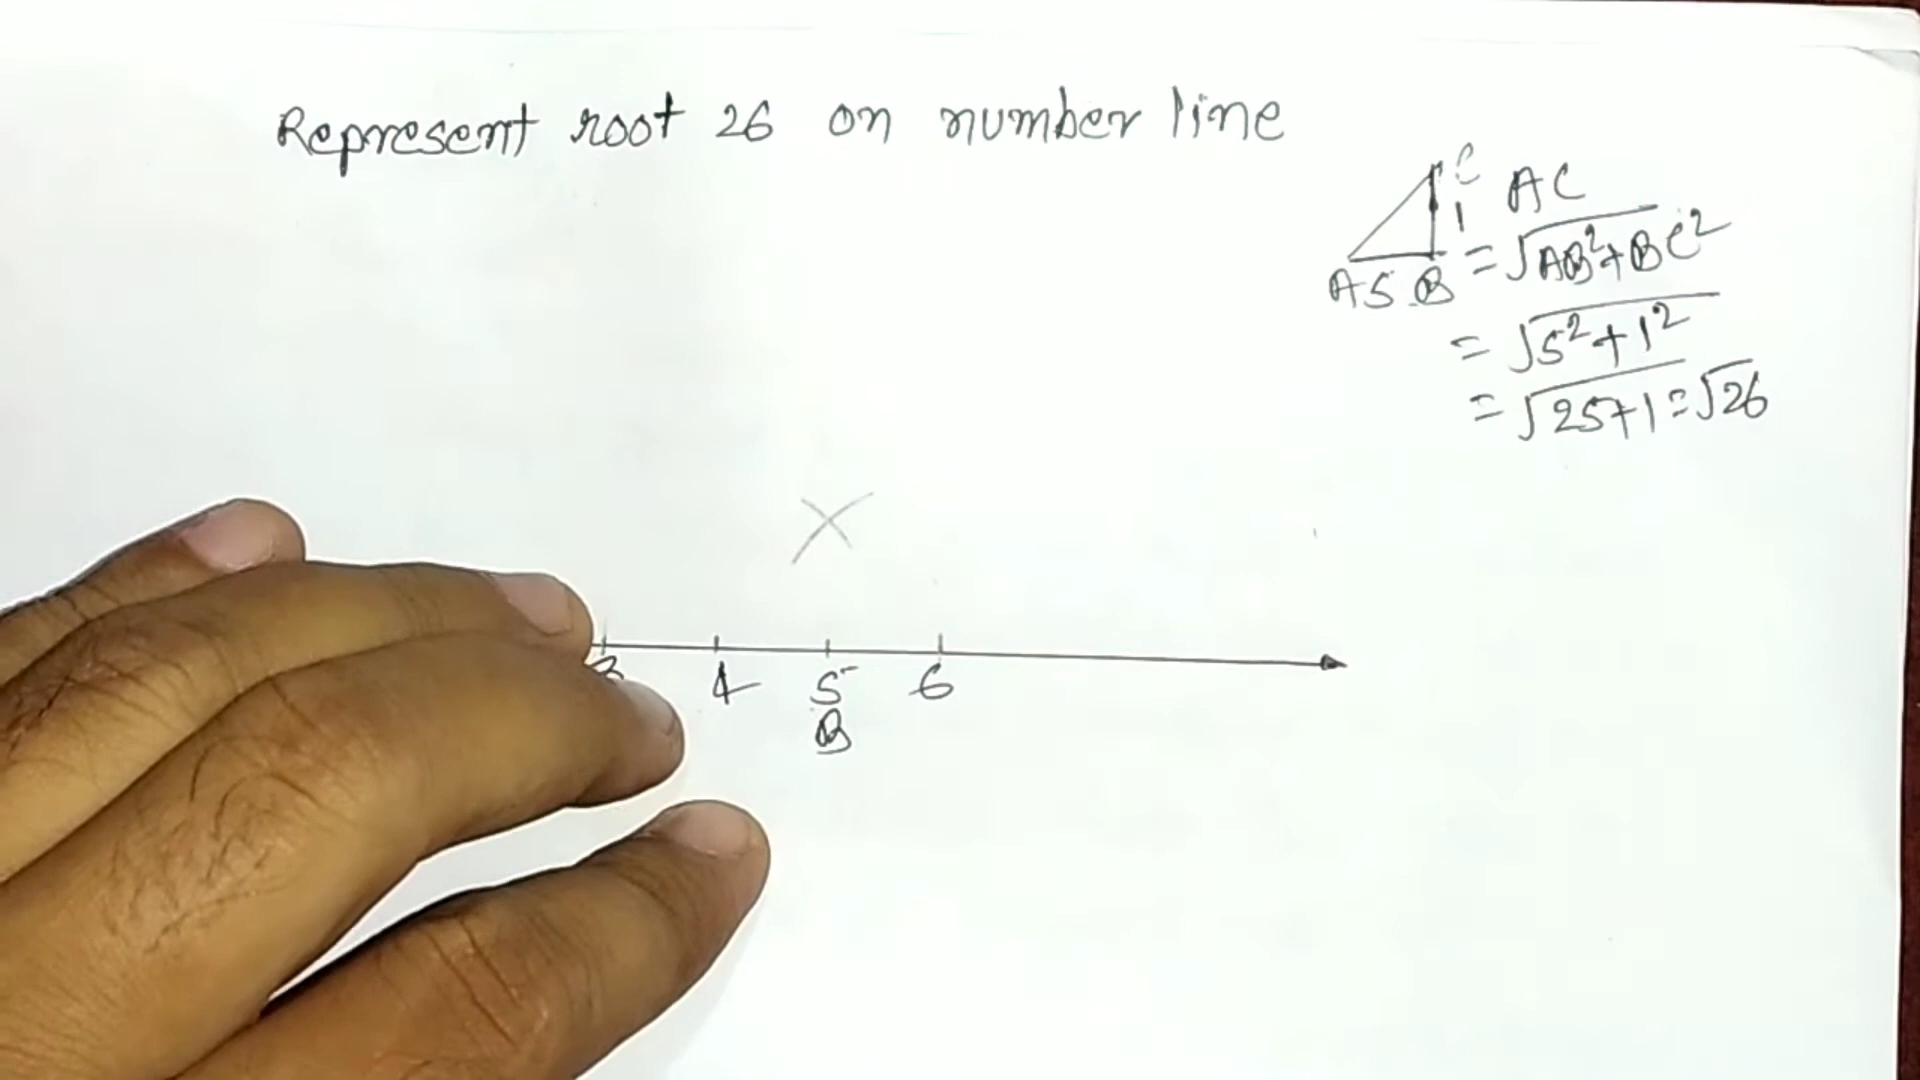 Represent root 26 on number line
C
1
A 5 B
AC
= √AB²+BC²
= √5²+1²
= √25+1 = √26
4 5 6
B